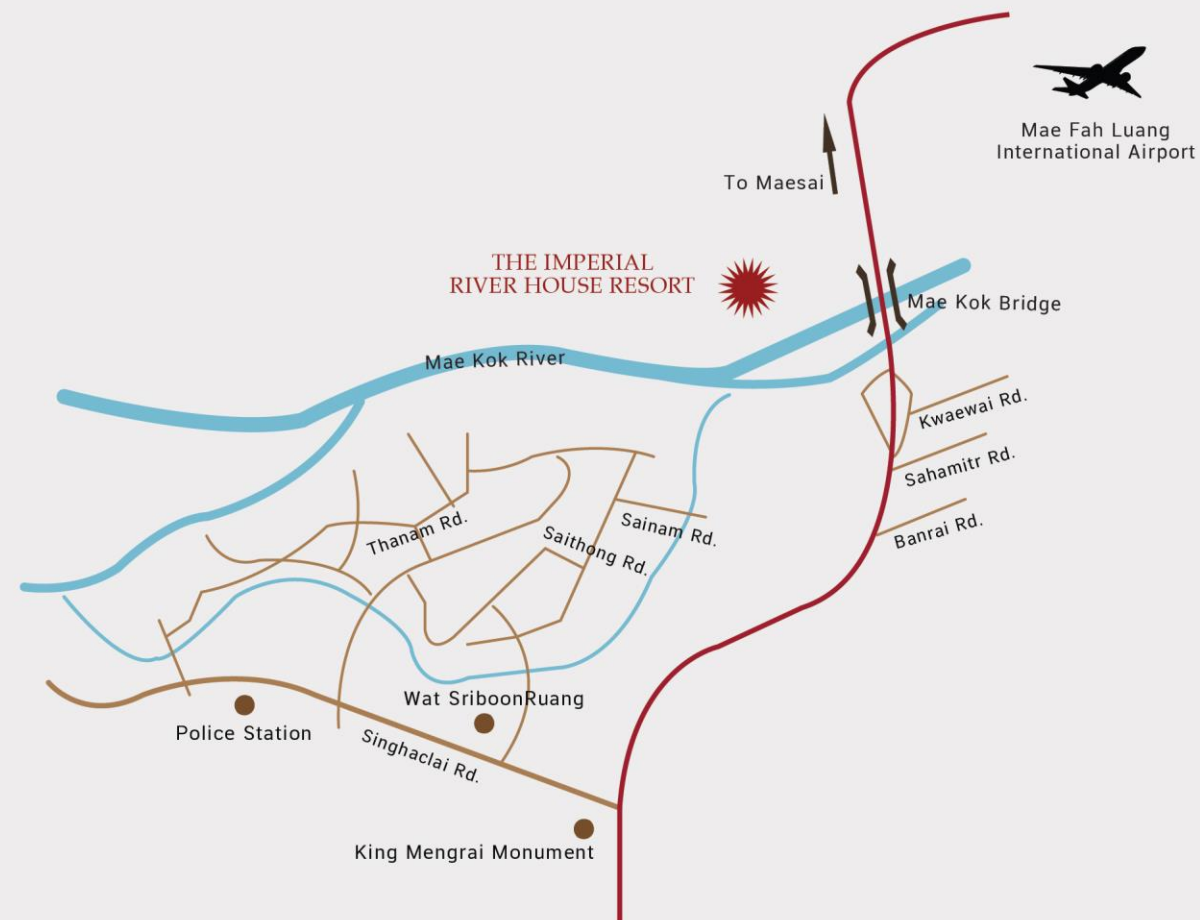 Mae Fah Luang
International Airport
To Maesai
THE IMPERIAL
RIVER HOUSE RESORT
Mae Kok Bridge
Mae Kok River
Kwaewai Rd.
Sahamitr Rd.
Banrai Rd.
Sainam Rd.
Thanam Rd.
Saithong Rd.
Wat SriboonRuang
Police Station
Singhaclai Rd.
King Mengrai Monument